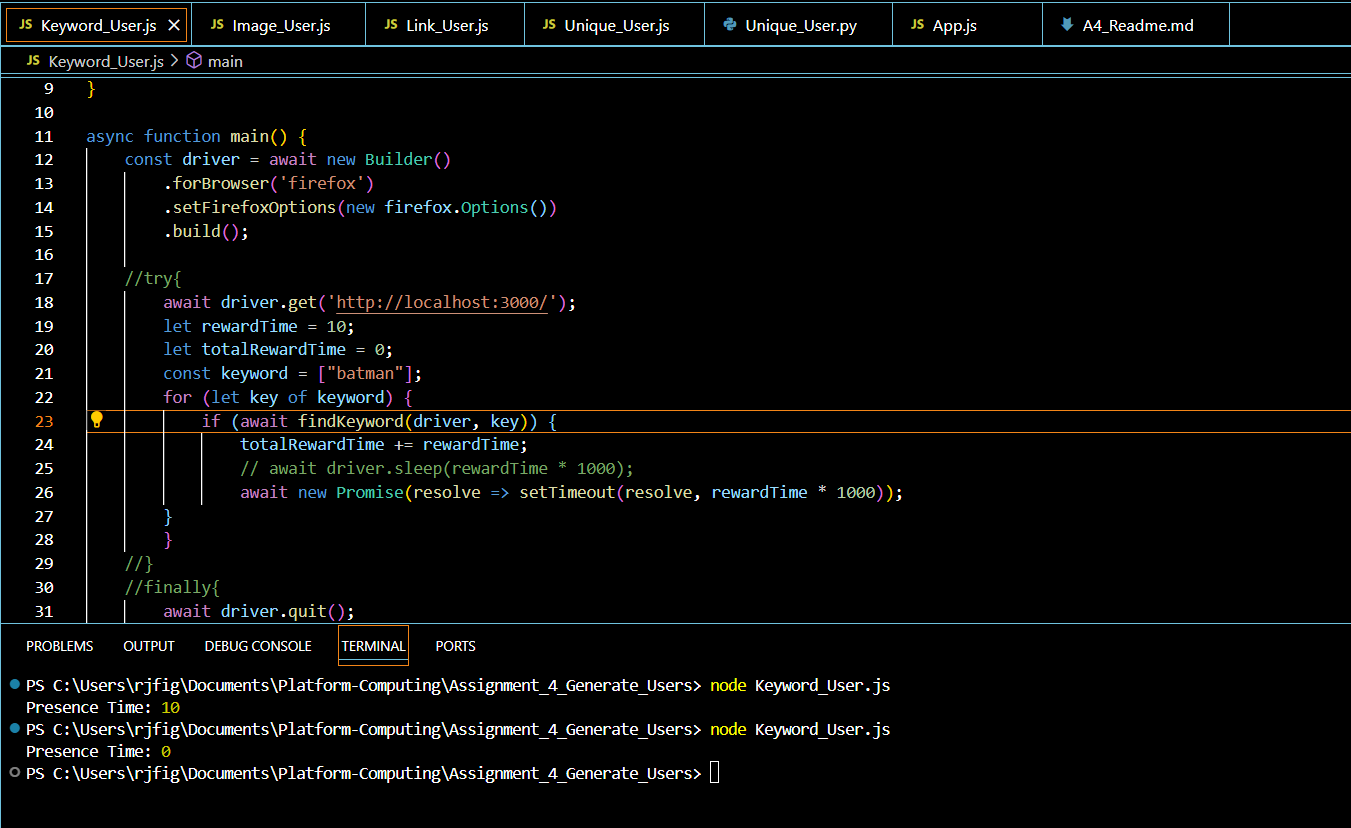 JS Keyword_User.js × JS Image_User.js JS Link_User.js JS Unique_User.js Unique_User.py JS App.js A4_Readme.md
JS Keyword_User.js > main
9 }
10
11 async function main() {
12 const driver = await new Builder()
13 .forBrowser('firefox')
14 .setFirefoxOptions(new firefox.Options())
15 .build();
16
17 //try{
18 await driver.get('http://localhost:3000/');
19 let rewardTime = 10;
20 let totalRewardTime = 0;
21 const keyword = ["batman"];
22 for (let key of keyword) {
23 if (await findKeyword(driver, key)) {
24 totalRewardTime += rewardTime;
25 // await driver.sleep(rewardTime * 1000);
26 await new Promise(resolve => setTimeout(resolve, rewardTime * 1000));
27 }
28 }
29 //}
30 //finally{
31 await driver.quit();
PROBLEMS OUTPUT DEBUG CONSOLE TERMINAL PORTS
PS C:\Users\rjfig\Documents\Platform-Computing\Assignment_4_Generate_Users> node Keyword_User.js
Presence Time: 10
PS C:\Users\rjfig\Documents\Platform-Computing\Assignment_4_Generate_Users> node Keyword_User.js
Presence Time: 0
PS C:\Users\rjfig\Documents\Platform-Computing\Assignment_4_Generate_Users>